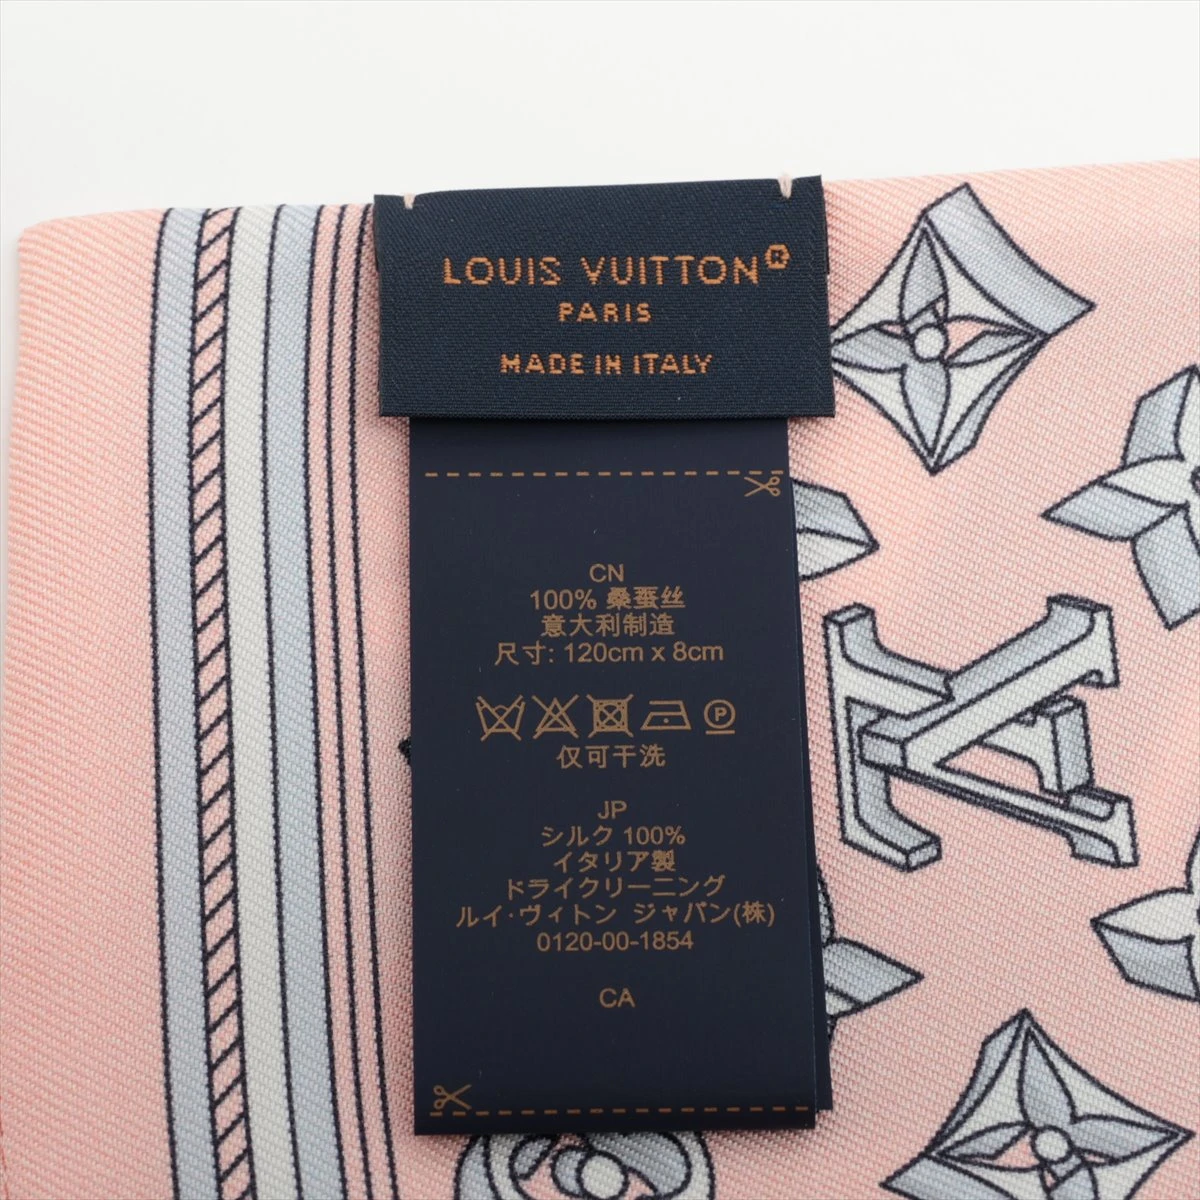 LOUIS VUITTON®
PARIS
MADE IN ITALY
CN
100% 桑蚕丝
意大利制造
尺寸: 120cm x 8cm
P
仅可干洗
JP
シルク 100%
イタリア製
ドライクリーニング
ルイ・ヴィトン ジャパン(株)
0120-00-1854
CA